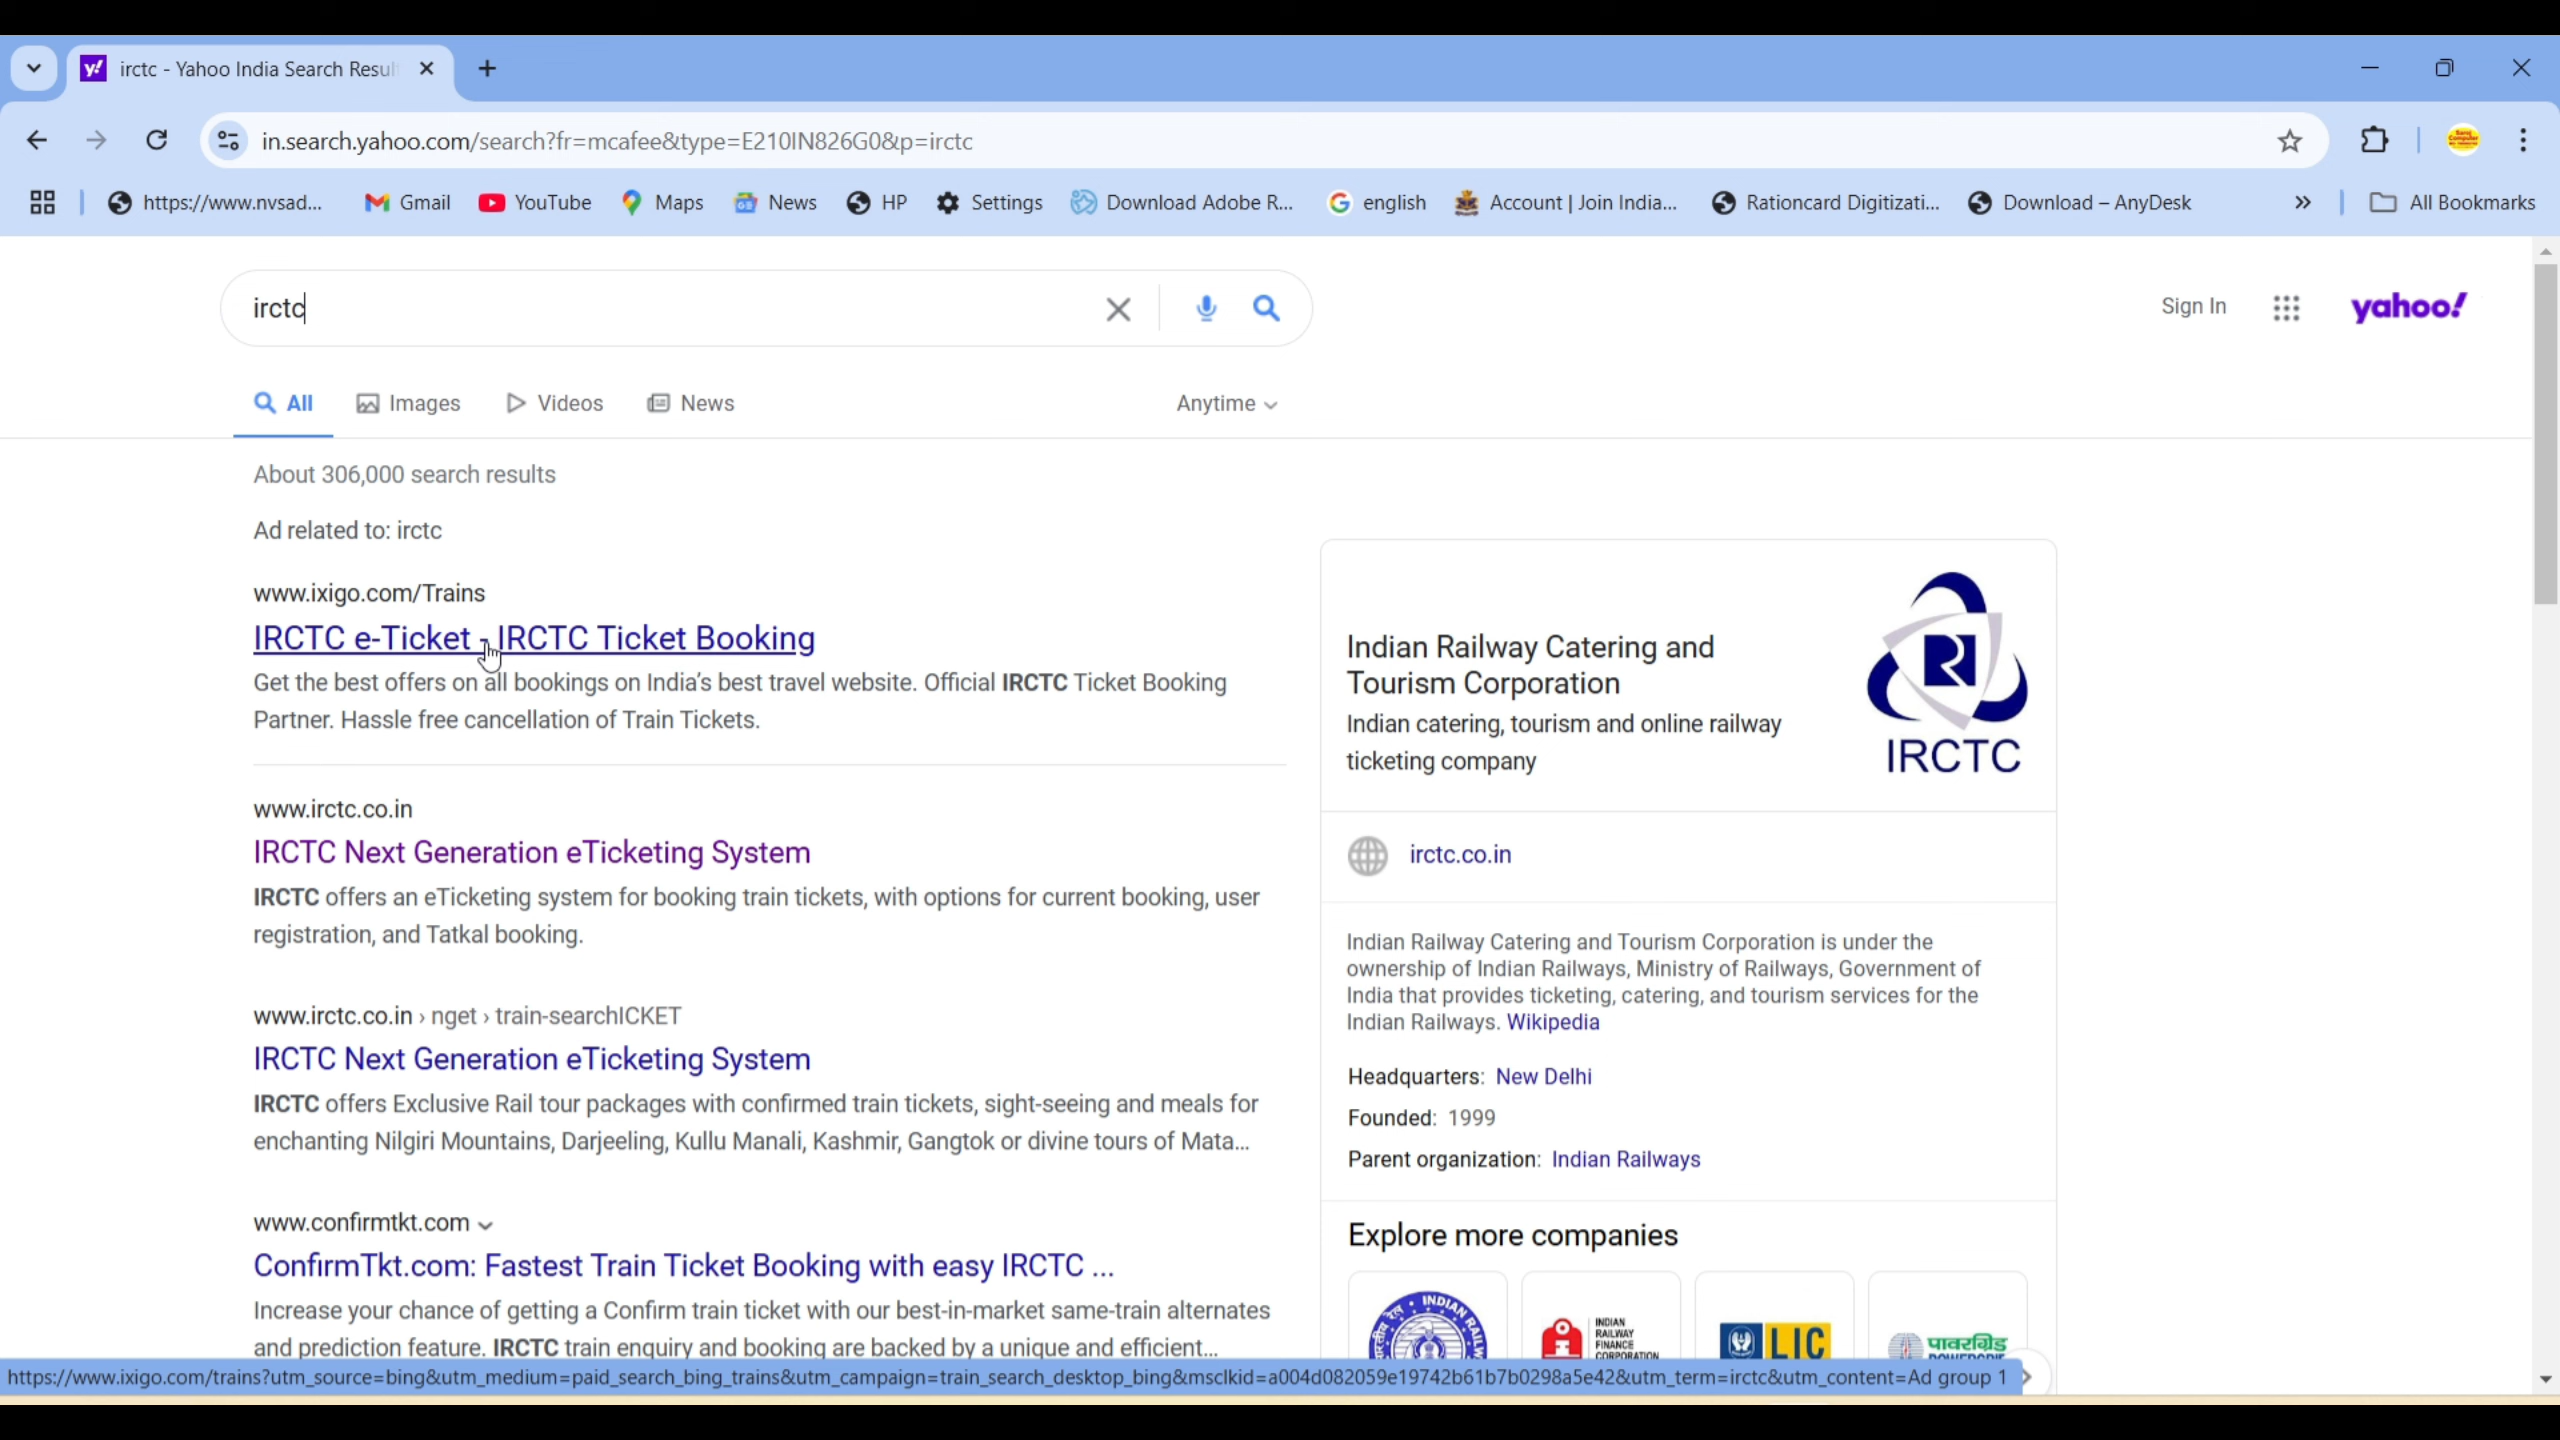 irctc - Yahoo India Search Resul
in.search.yahoo.com/search?fr=mcafee&type=E210IN826G0&p=irctc
https://www.nvsad... Gmail YouTube Maps News HP Settings Download Adobe R... english Account | Join India... Rationcard Digitizati... Download – AnyDesk » All Bookmarks
irctc
Sign In
yahoo!
All Images Videos News Anytime
About 306,000 search results
Ad related to: irctc
www.ixigo.com/Trains
IRCTC e-Ticket - IRCTC Ticket Booking
Get the best offers on all bookings on India's best travel website. Official IRCTC Ticket Booking
Partner. Hassle free cancellation of Train Tickets.
www.irctc.co.in
IRCTC Next Generation eTicketing System
IRCTC offers an eTicketing system for booking train tickets, with options for current booking, user
registration, and Tatkal booking.
www.irctc.co.in › nget › train-searchICKET
IRCTC Next Generation eTicketing System
IRCTC offers Exclusive Rail tour packages with confirmed train tickets, sight-seeing and meals for
enchanting Nilgiri Mountains, Darjeeling, Kullu Manali, Kashmir, Gangtok or divine tours of Mata...
www.confirmtkt.com
ConfirmTkt.com: Fastest Train Ticket Booking with easy IRCTC ...
Increase your chance of getting a Confirm train ticket with our best-in-market same-train alternates
and prediction feature. IRCTC train enquiry and booking are backed by a unique and efficient...
Indian Railway Catering and
Tourism Corporation
Indian catering, tourism and online railway
ticketing company
IRCTC
irctc.co.in
Indian Railway Catering and Tourism Corporation is under the
ownership of Indian Railways, Ministry of Railways, Government of
India that provides ticketing, catering, and tourism services for the
Indian Railways. Wikipedia
Headquarters: New Delhi
Founded: 1999
Parent organization: Indian Railways
Explore more companies
INDIAN
RAILWAY
FINANCE
CORPORATION
LIC
पावरग्रिड
POWERGRID
https://www.ixigo.com/trains?utm_source=bing&utm_medium=paid_search_bing_trains&utm_campaign=train_search_desktop_bing&msclkid=a004d082059e19742b61b7b0298a5e42&utm_term=irctc&utm_content=Ad group 1